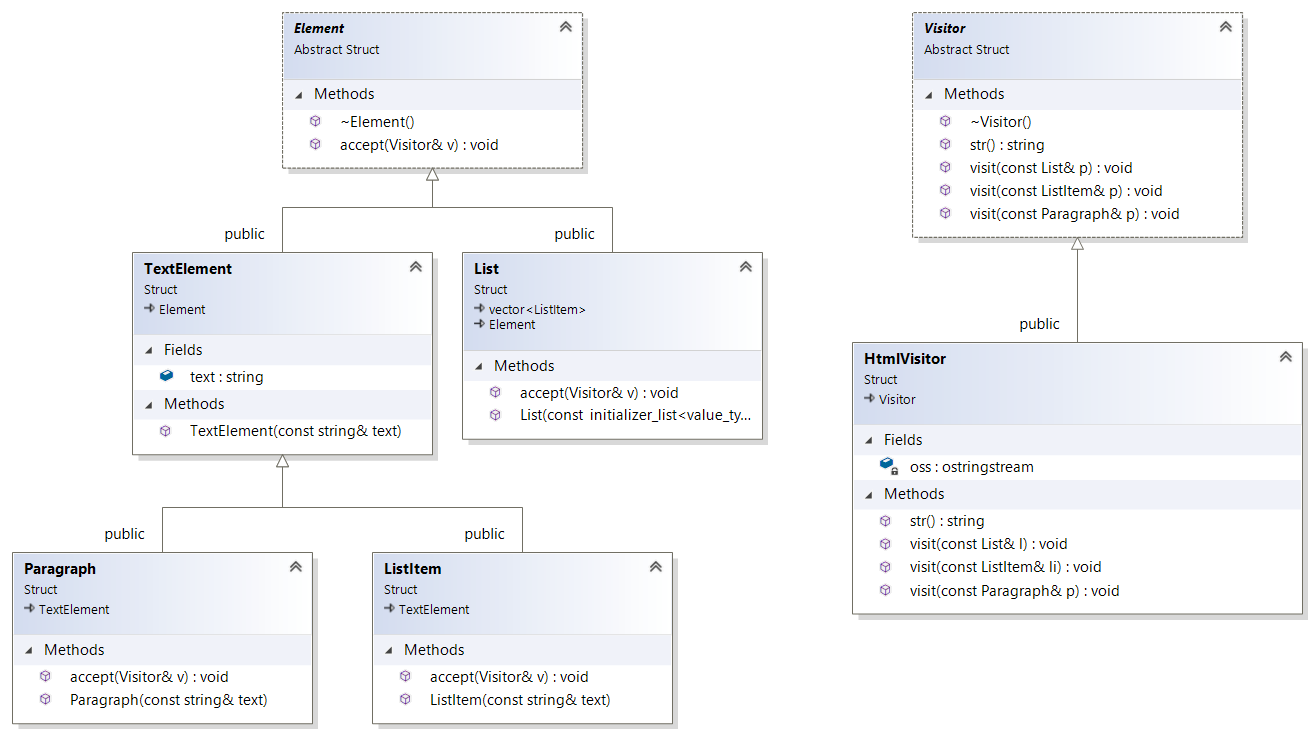 Element
Abstract Struct
Methods
~Element()
accept(Visitor& v) : void
Visitor
Abstract Struct
Methods
~Visitor()
str() : string
visit(const List& p) : void
visit(const ListItem& p) : void
visit(const Paragraph& p) : void
public
public
TextElement
Struct
Element
Fields
text : string
Methods
TextElement(const string& text)
List
Struct
vector<ListItem>
Element
Methods
accept(Visitor& v) : void
List(const initializer_list<value_ty...
public
HtmlVisitor
Struct
Visitor
Fields
oss : ostringstream
Methods
str() : string
visit(const List& l) : void
visit(const ListItem& li) : void
visit(const Paragraph& p) : void
public
public
Paragraph
Struct
TextElement
Methods
accept(Visitor& v) : void
Paragraph(const string& text)
ListItem
Struct
TextElement
Methods
accept(Visitor& v) : void
ListItem(const string& text)